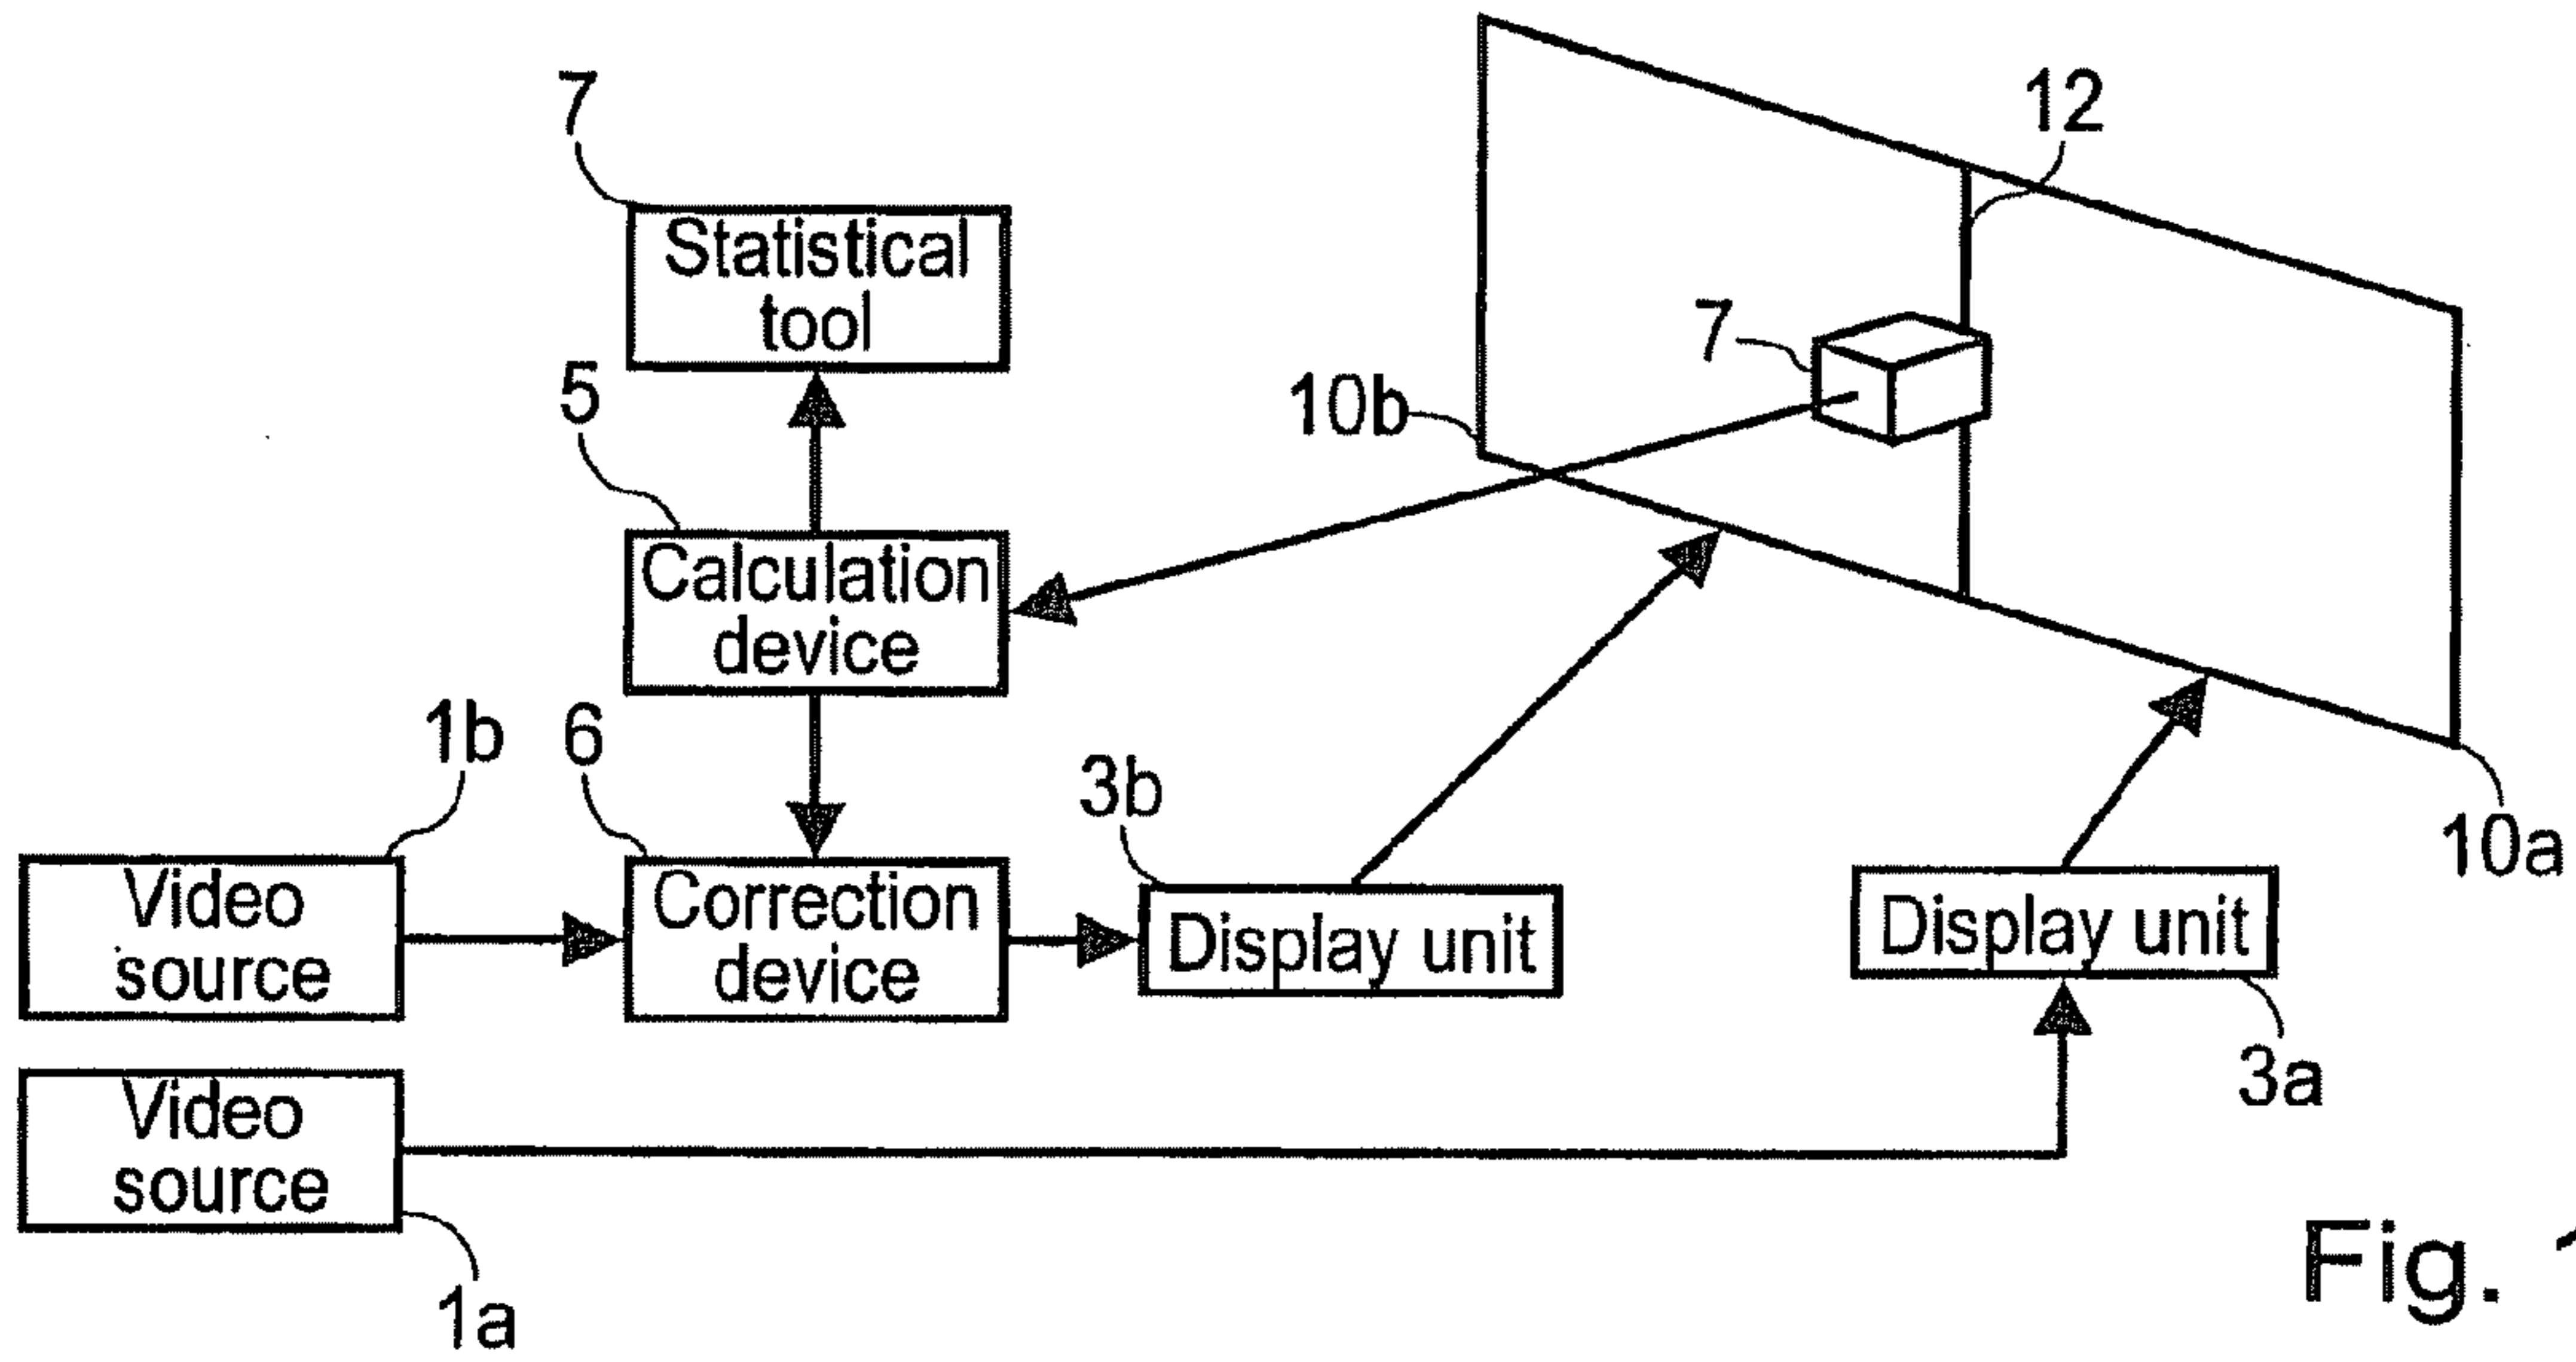 7
12
Statistical
tool
7
5
10b
Calculation
device
1b
6
3b
10a
Video
source
Correction
device
Display unit
Display unit
3a
Video
source
1a
Fig.